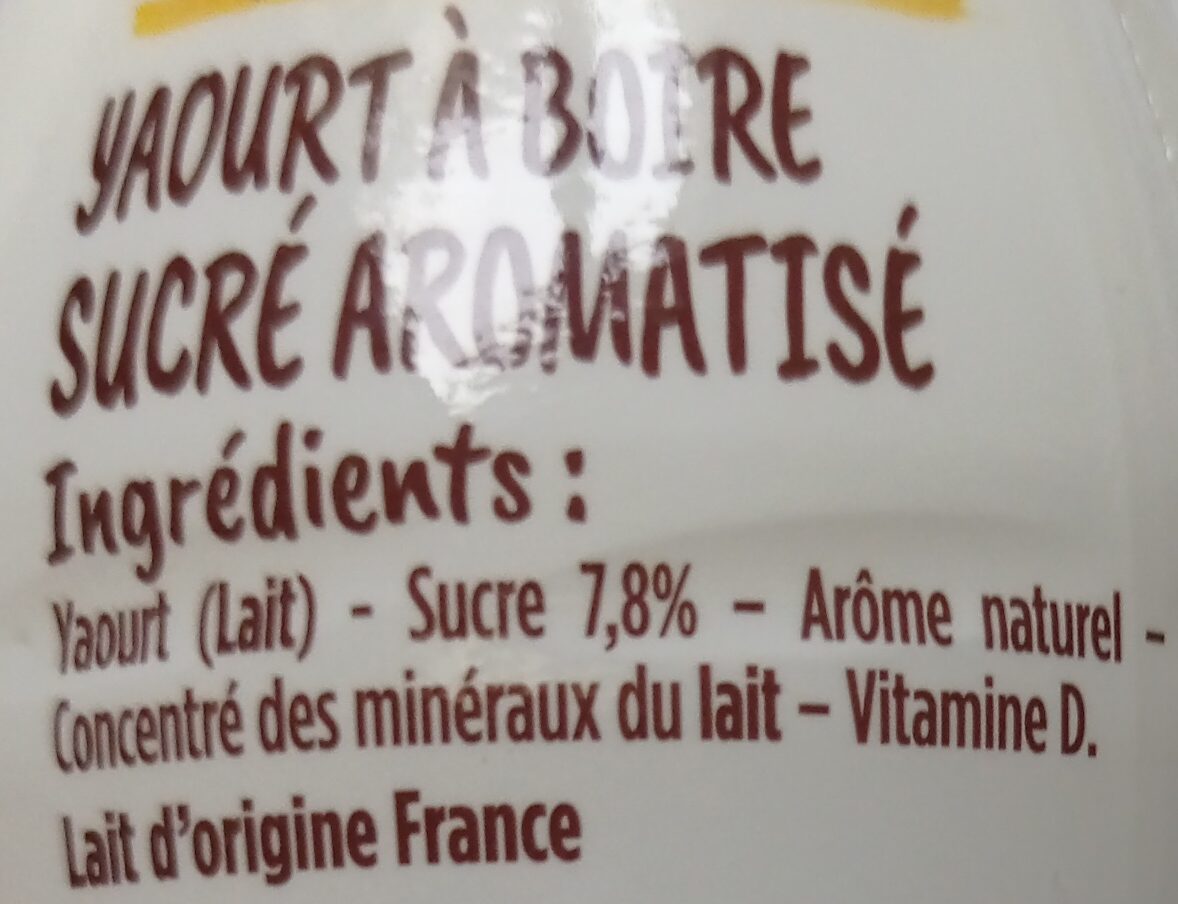 YAOURT À BOIRE
SUCRÉ AROMATISÉ
Ingrédients :
Yaourt (Lait) - Sucre 7,8% – Arôme naturel -
Concentré des minéraux du lait – Vitamine D.
Lait d'origine France